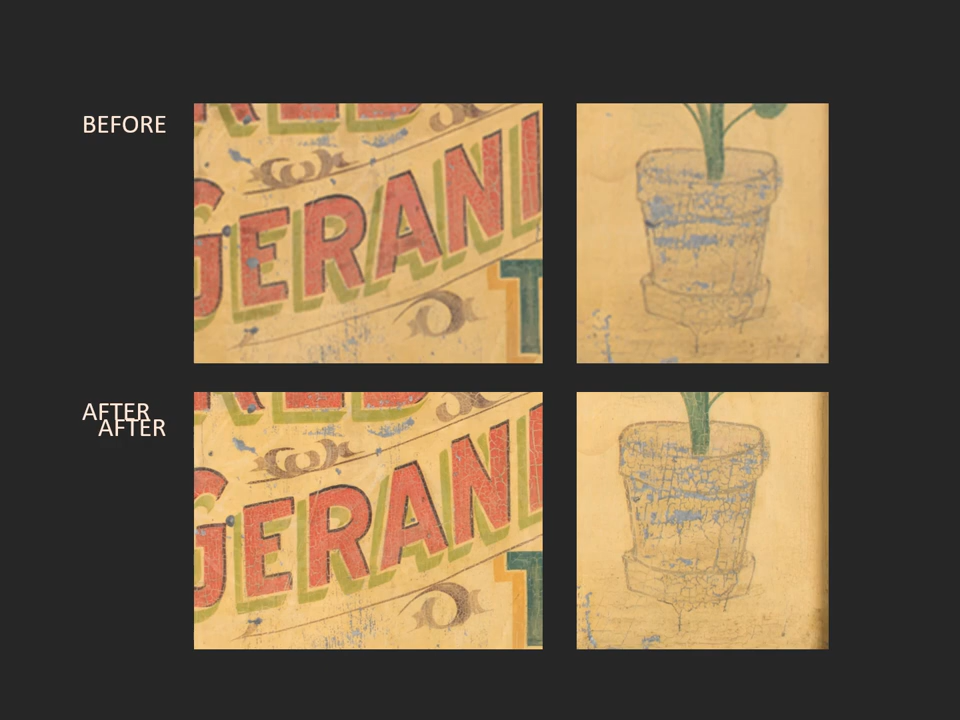 BEFORE
GERANI
T
AFTER
AFTER
GERANI
T